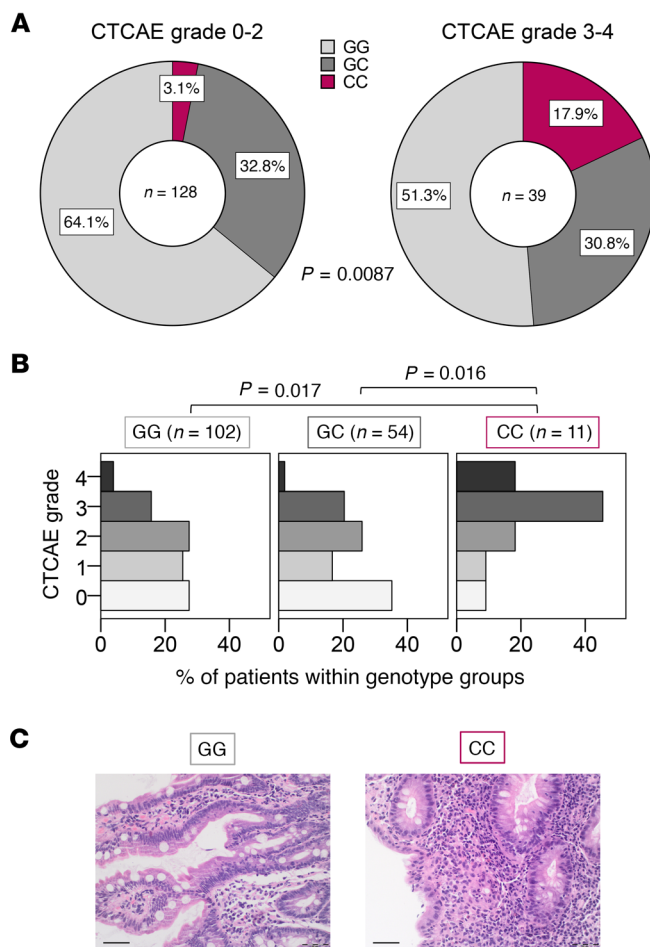 A
CTCAE grade 0-2
CTCAE grade 3-4
GG
GC
CC
3.1%
32.8%
64.1%
n = 128
17.9%
51.3%
30.8%
n = 39
P = 0.0087
B
P = 0.016
P = 0.017
GG (n = 102)
GC (n = 54)
CC (n = 11)
CTCAE grade
4
3
2
1
0
0 20 40
0 20 40
0 20 40
% of patients within genotype groups
C
GG
CC